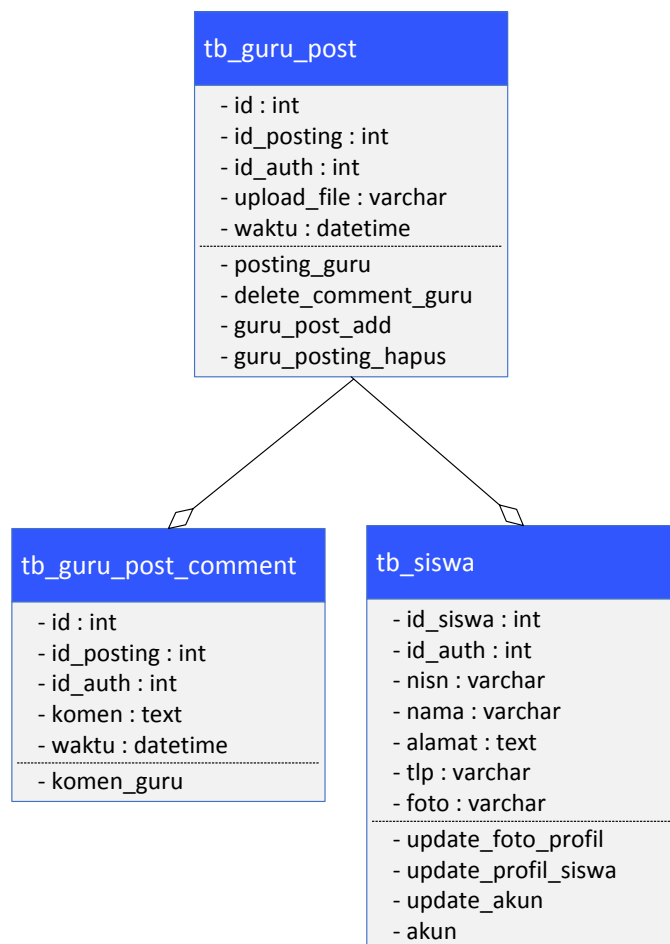 tb_guru_post
- id : int
- id_posting : int
- id_auth : int
- upload_file : varchar
- waktu : datetime
- posting_guru
- delete_comment_guru
- guru_post_add
- guru_posting_hapus
tb_guru_post_comment
- id : int
- id_posting : int
- id_auth : int
- komen : text
- waktu : datetime
- komen_guru
tb_siswa
- id_siswa : int
- id_auth : int
- nisn : varchar
- nama : varchar
- alamat : text
- tlp : varchar
- foto : varchar
- update_foto_profil
- update_profil_siswa
- update_akun
- akun